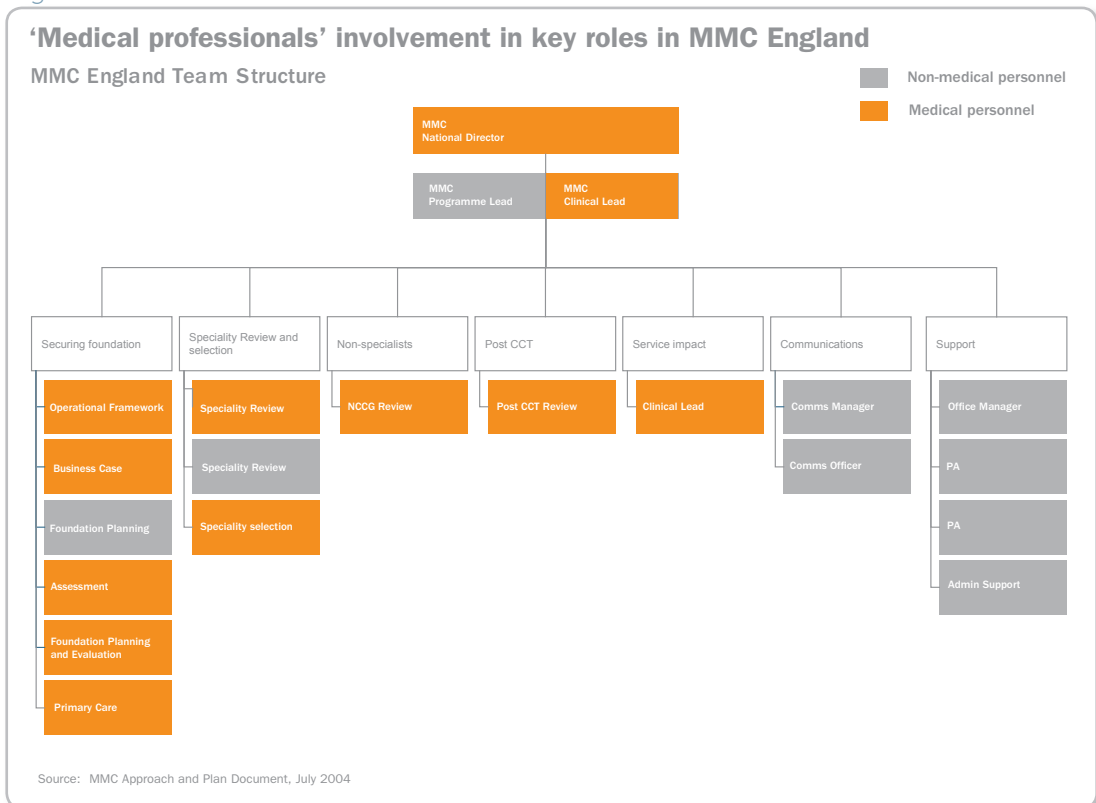 ‘Medical professionals’ involvement in key roles in MMC England
MMC England Team Structure
Non-medical personnel
Medical personnel
MMC
National Director
MMC
Programme Lead
MMC
Clinical Lead
Securing foundation
Speciality Review and
selection
Non-specialists
Post CCT
Service impact
Communications
Support
Operational Framework
Business Case
Foundation Planning
Assessment
Foundation Planning
and Evaluation
Primary Care
Speciality Review
Speciality Review
Speciality selection
NCCG Review
Post CCT Review
Clinical Lead
Comms Manager
Comms Officer
Office Manager
PA
PA
Admin Support
Source: MMC Approach and Plan Document, July 2004